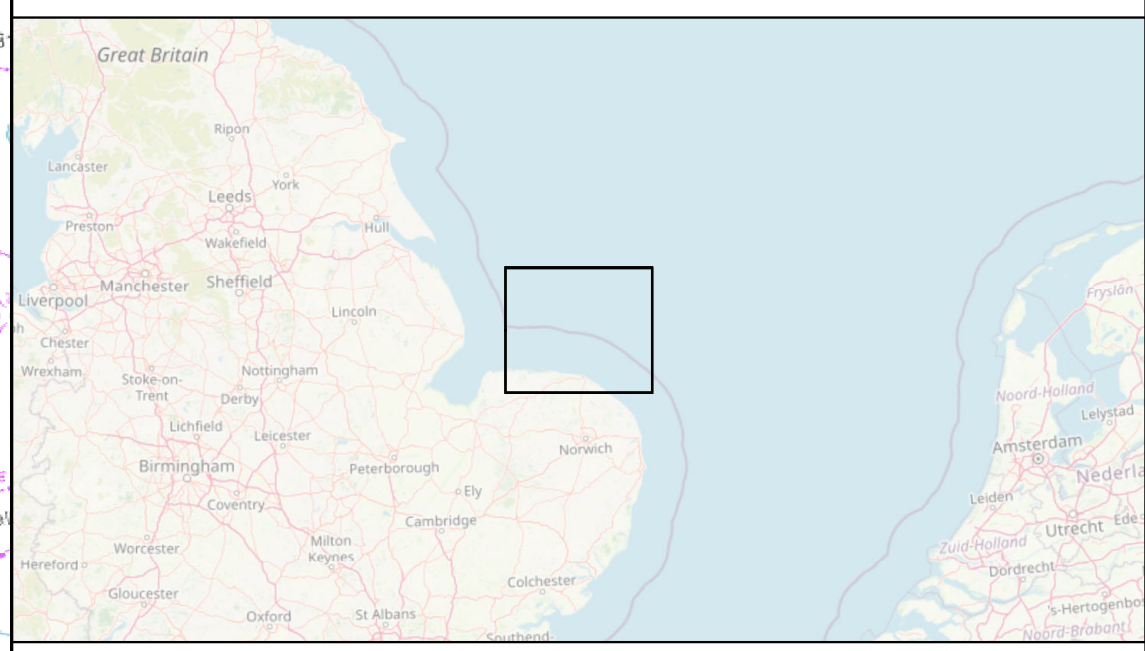 Great Britain
Ripon
Lancaster
York
Leeds
Preston
Hull
Wakefield
Manchester
Sheffield
Fryslân
Liverpool
Lincoln
Chester
Wrexham
Nottingham
Stoke-on-
Trent
Noord-Holland
Derby
Lelystad
Lichfield
Leicester
Amsterdam
Norwich
Birmingham
Peterborough
Nederla
Ely
Leiden
Coventry
Cambridge
Utrecht
Ede
Milton
Keynes
Worcester
Zuid-Holland
Hereford
Dordrecht
Colchester
Gloucester
's-Hertogenbo
Oxford
St Albans
Noord-Brabant
Southend-